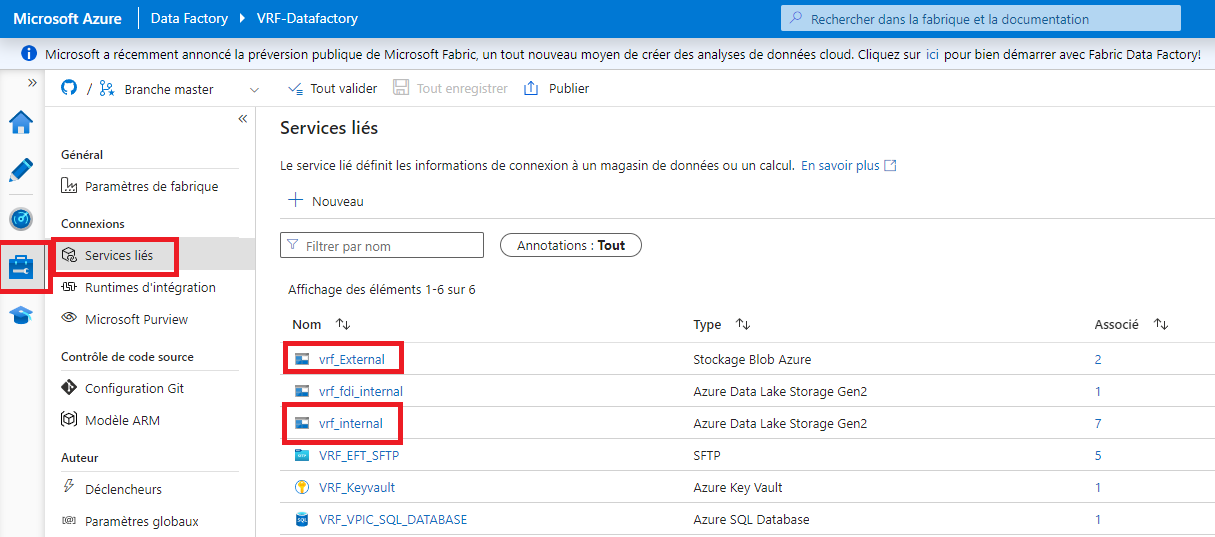 Microsoft Azure Data Factory VRF-Datafactory Rechercher dans la fabrique et la documentation
Microsoft a récemment annoncé la préversion publique de Microsoft Fabric, un tout nouveau moyen de créer des analyses de données cloud. Cliquez sur ici pour bien démarrer avec Fabric Data Factory!
/ Branche master Tout valider Tout enregistrer Publier
Général
Paramètres de fabrique
Connexions
Services liés
Runtimes d'intégration
Microsoft Purview
Contrôle de code source
Configuration Git
Modèle ARM
Auteur
Déclencheurs
Paramètres globaux
Services liés
Le service lié définit les informations de connexion à un magasin de données ou un calcul. En savoir plus
Nouveau
Filtrer par nom Annotations : Tout
Affichage des éléments 1-6 sur 6
Nom Type Associé
vrf_External Stockage Blob Azure 2
vrf_fdi_internal Azure Data Lake Storage Gen2 1
vrf_internal Azure Data Lake Storage Gen2 7
VRF_EFT_SFTP SFTP 5
VRF_Keyvault Azure Key Vault 1
VRF_VPIC_SQL_DATABASE Azure SQL Database 1